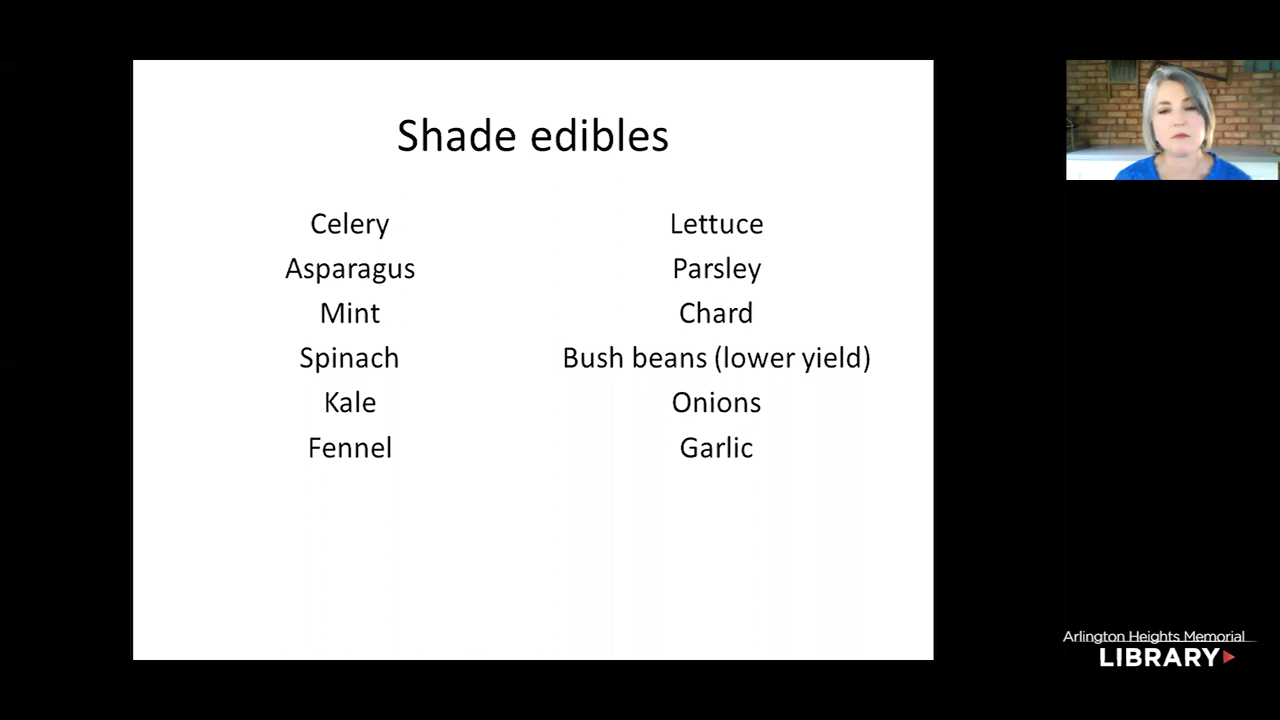 Shade edibles
Celery
Asparagus
Mint
Spinach
Kale
Fennel
Lettuce
Parsley
Chard
Bush beans (lower yield)
Onions
Garlic
Arlington Heights Memorial
LIBRARY